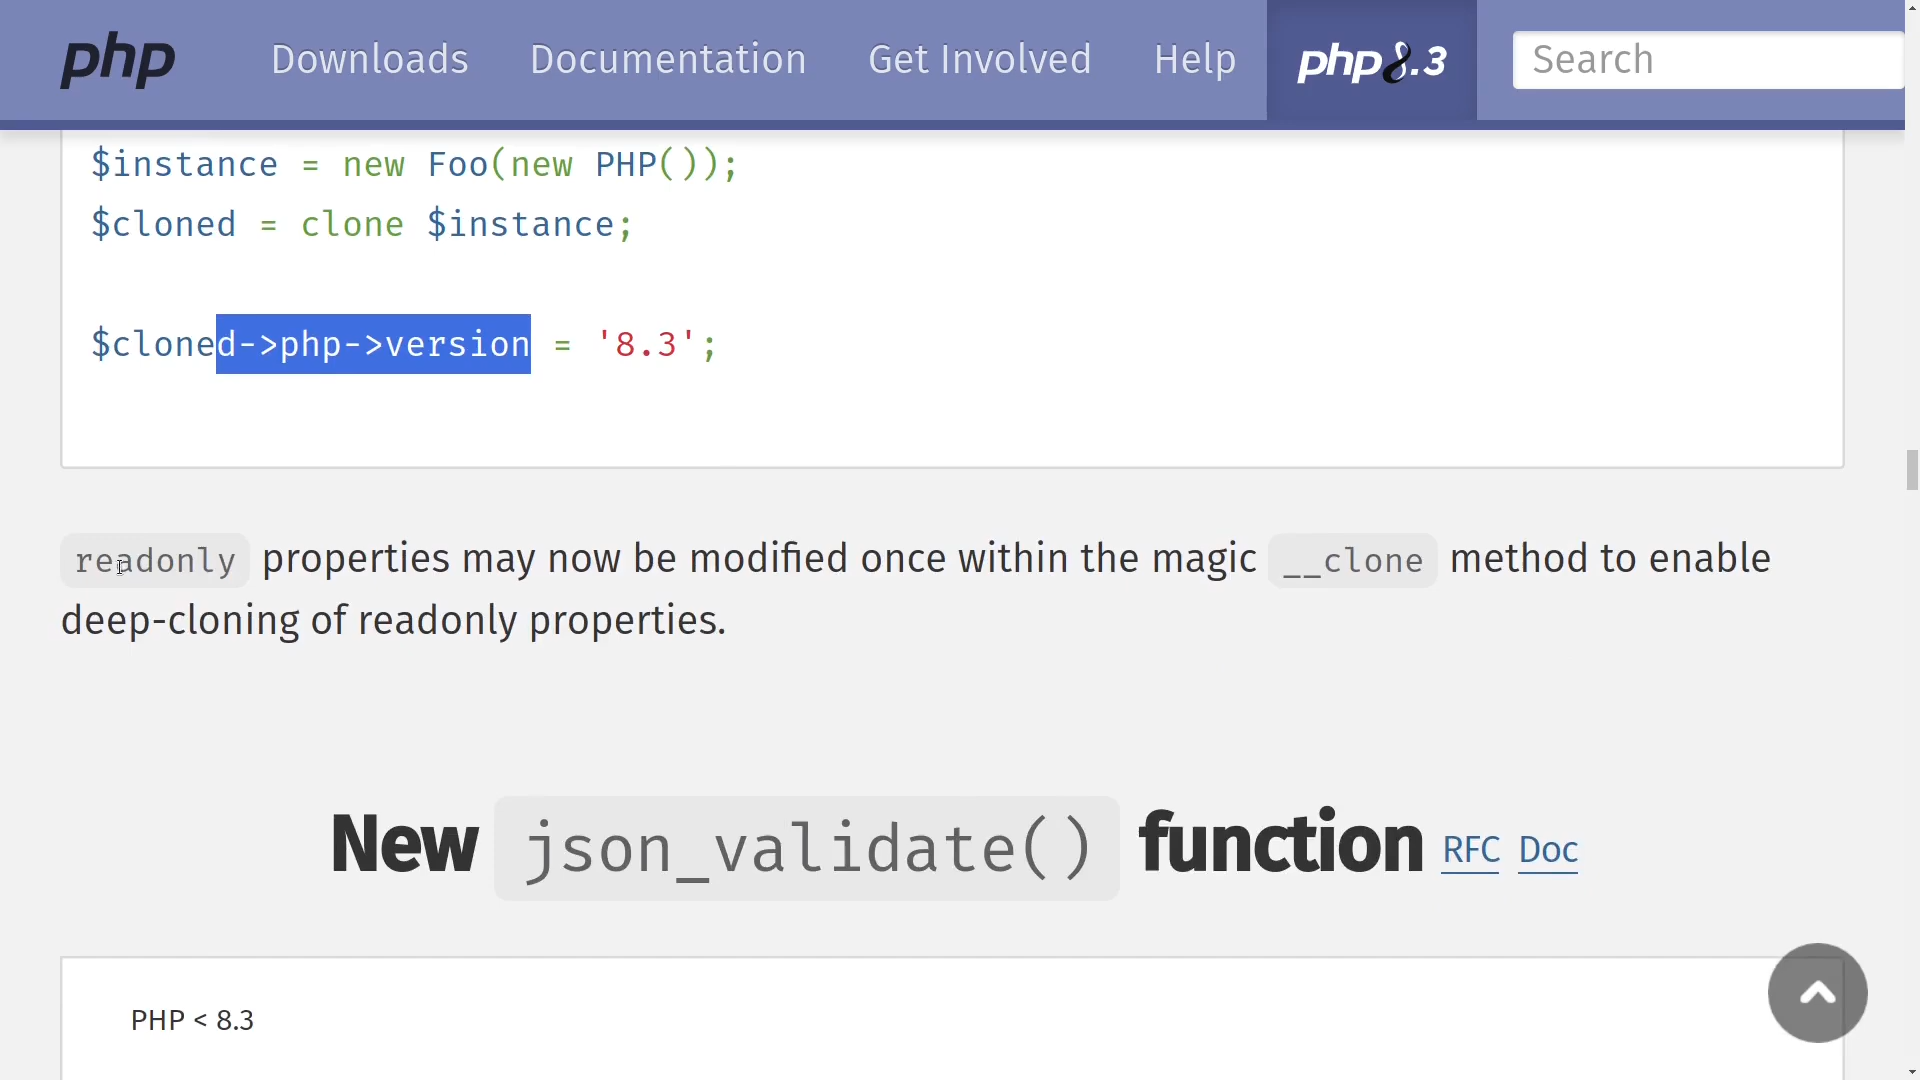 php Downloads Documentation Get Involved Help php8.3 Search
$instance = new Foo(new PHP());
$cloned = clone $instance;
$cloned->php->version = '8.3';
readonly properties may now be modified once within the magic __clone method to enable
deep-cloning of readonly properties.
New json_validate() function RFC Doc
PHP < 8.3